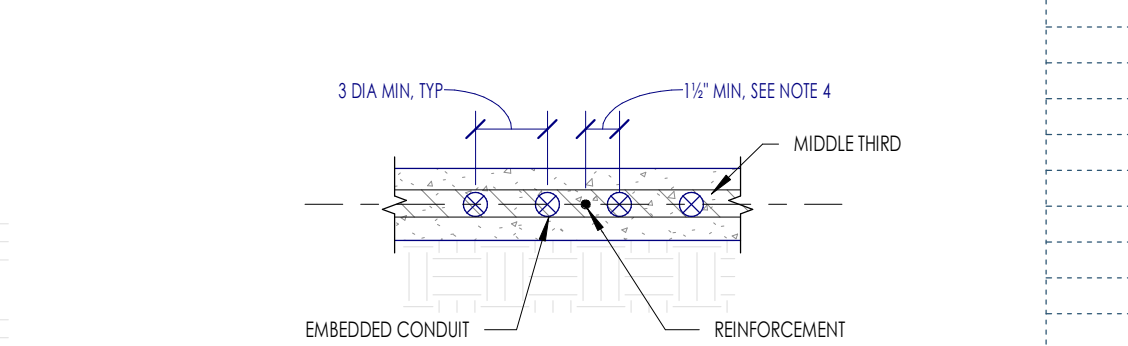 3 DIA MIN, TYP
1½" MIN, SEE NOTE 4
MIDDLE THIRD
EMBEDDED CONDUIT
REINFORCEMENT